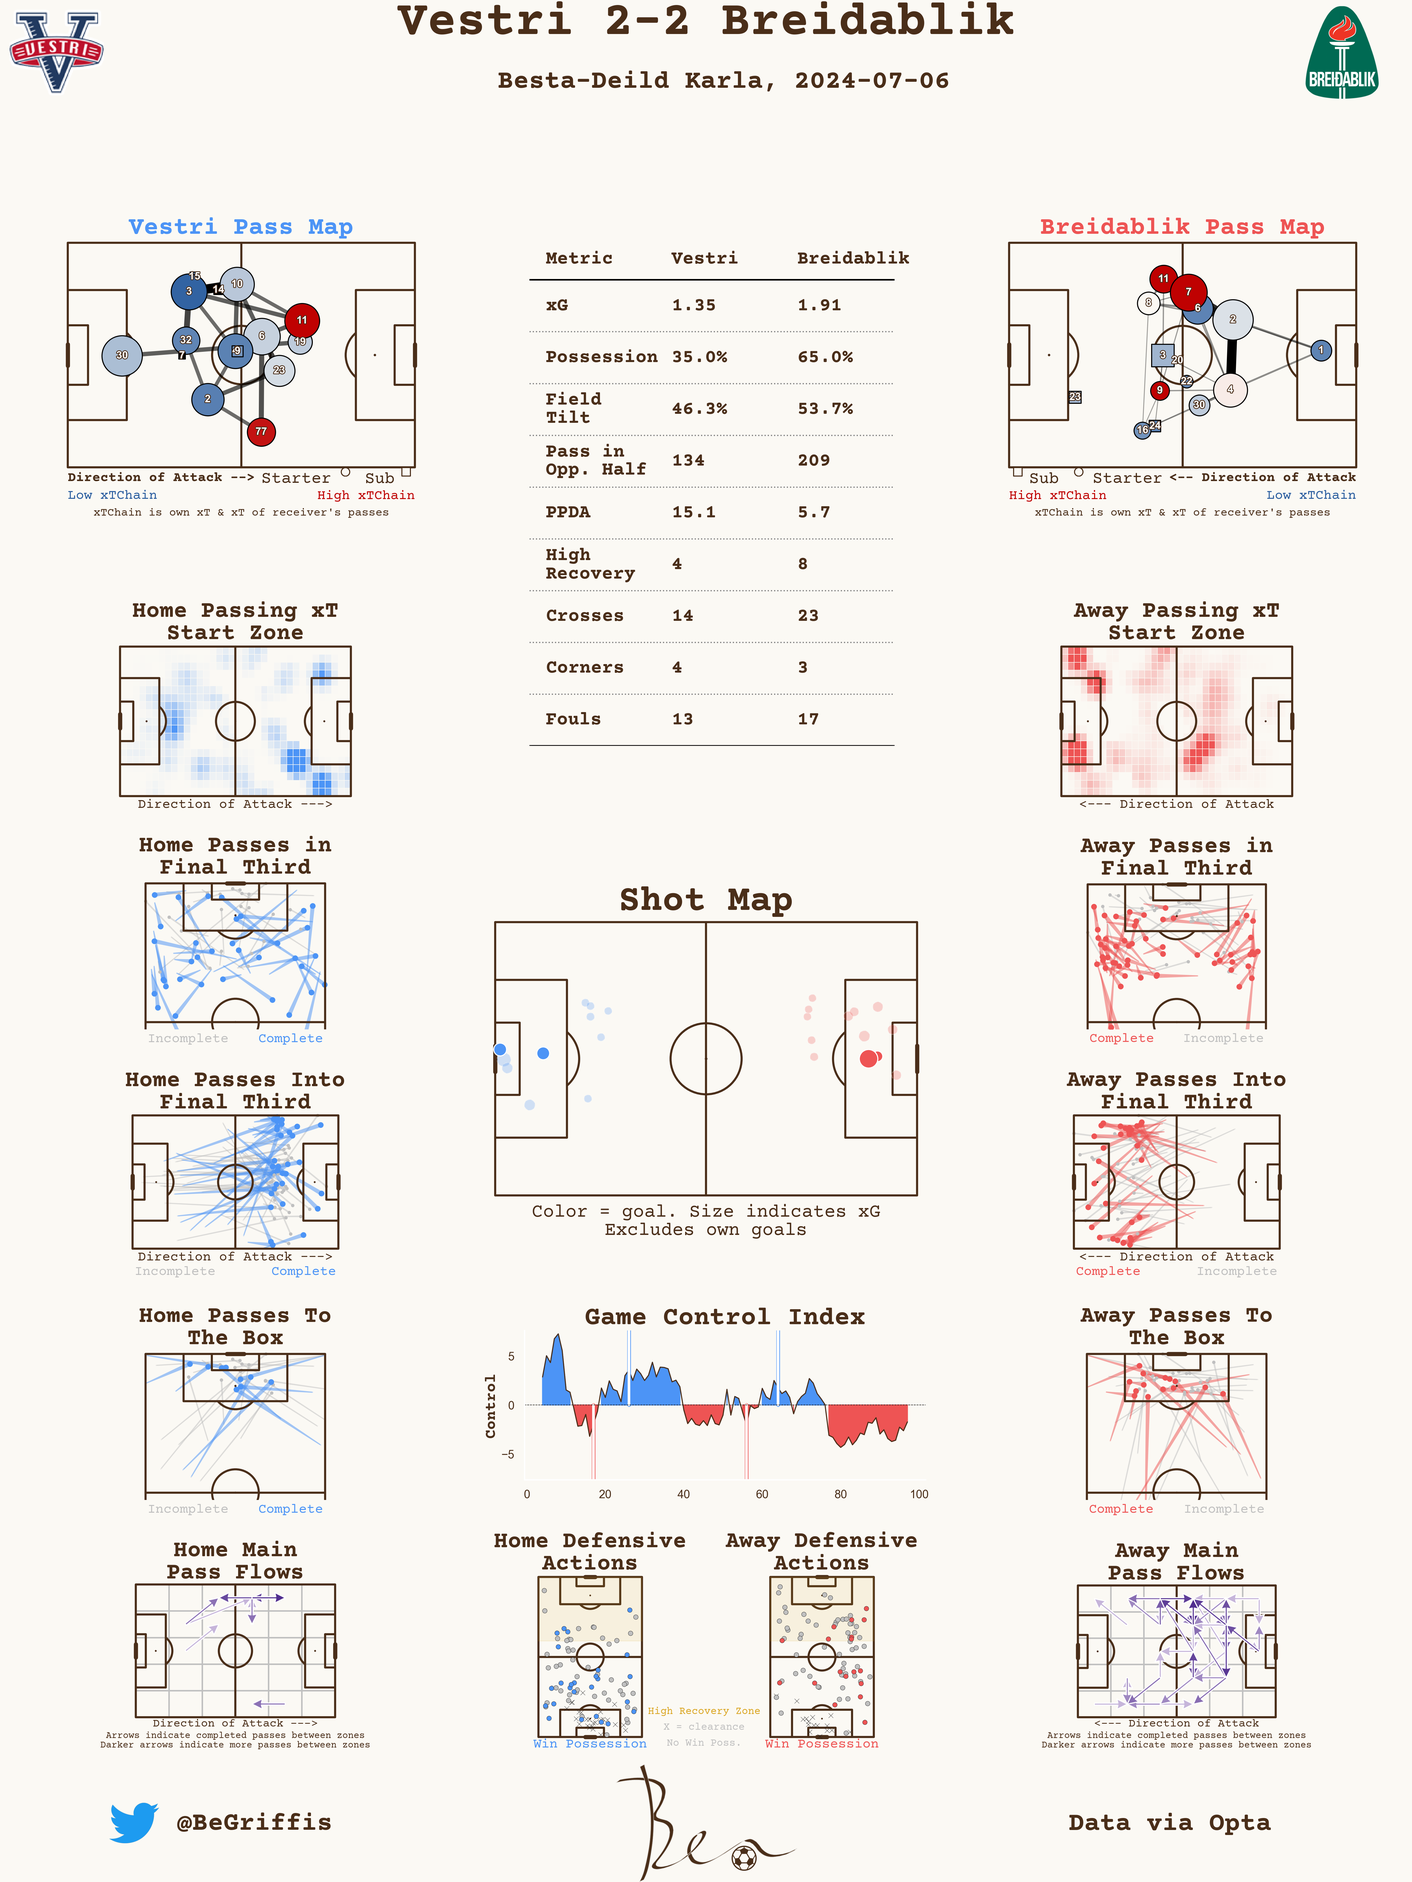 Vestri 2-2 Breidablik
Besta-Deild Karla, 2024-07-06
VESTRI
BREIÐABLIK
Vestri Pass Map
15
3
14
10
11
32
7
9
6
19
30
23
2
77
Direction of Attack --> Starter Sub
Low xTChain High xTChain
xTChain is own xT & xT of receiver's passes
Metric Vestri Breidablik
xG 1.35 1.91
Possession 35.0% 65.0%
Field
Tilt 46.3% 53.7%
Pass in
Opp. Half 134 209
PPDA 15.1 5.7
High
Recovery 4 8
Crosses 14 23
Corners 4 3
Fouls 13 17
Breidablik Pass Map
11
7
8
6
2
3
20
1
22
9
4
23
30
16
24
Sub Starter <-- Direction of Attack
High xTChain Low xTChain
xTChain is own xT & xT of receiver's passes
Home Passing xT
Start Zone
Direction of Attack --->
Away Passing xT
Start Zone
<--- Direction of Attack
Home Passes in
Final Third
Incomplete Complete
Away Passes in
Final Third
Complete Incomplete
Shot Map
Color = goal. Size indicates xG
Excludes own goals
Home Passes Into
Final Third
Direction of Attack --->
Incomplete Complete
Away Passes Into
Final Third
<--- Direction of Attack
Complete Incomplete
Home Passes To
The Box
Incomplete Complete
Game Control Index
Control
5
0
−5
0 20 40 60 80 100
Away Passes To
The Box
Complete Incomplete
Home Main
Pass Flows
Direction of Attack --->
Arrows indicate completed passes between zones
Darker arrows indicate more passes between zones
Home Defensive
Actions
Win Possession
Away Defensive
Actions
Win Possession
High Recovery Zone
X = clearance
No Win Poss.
Away Main
Pass Flows
<--- Direction of Attack
Arrows indicate completed passes between zones
Darker arrows indicate more passes between zones
@BeGriffis
Ben
Data via Opta